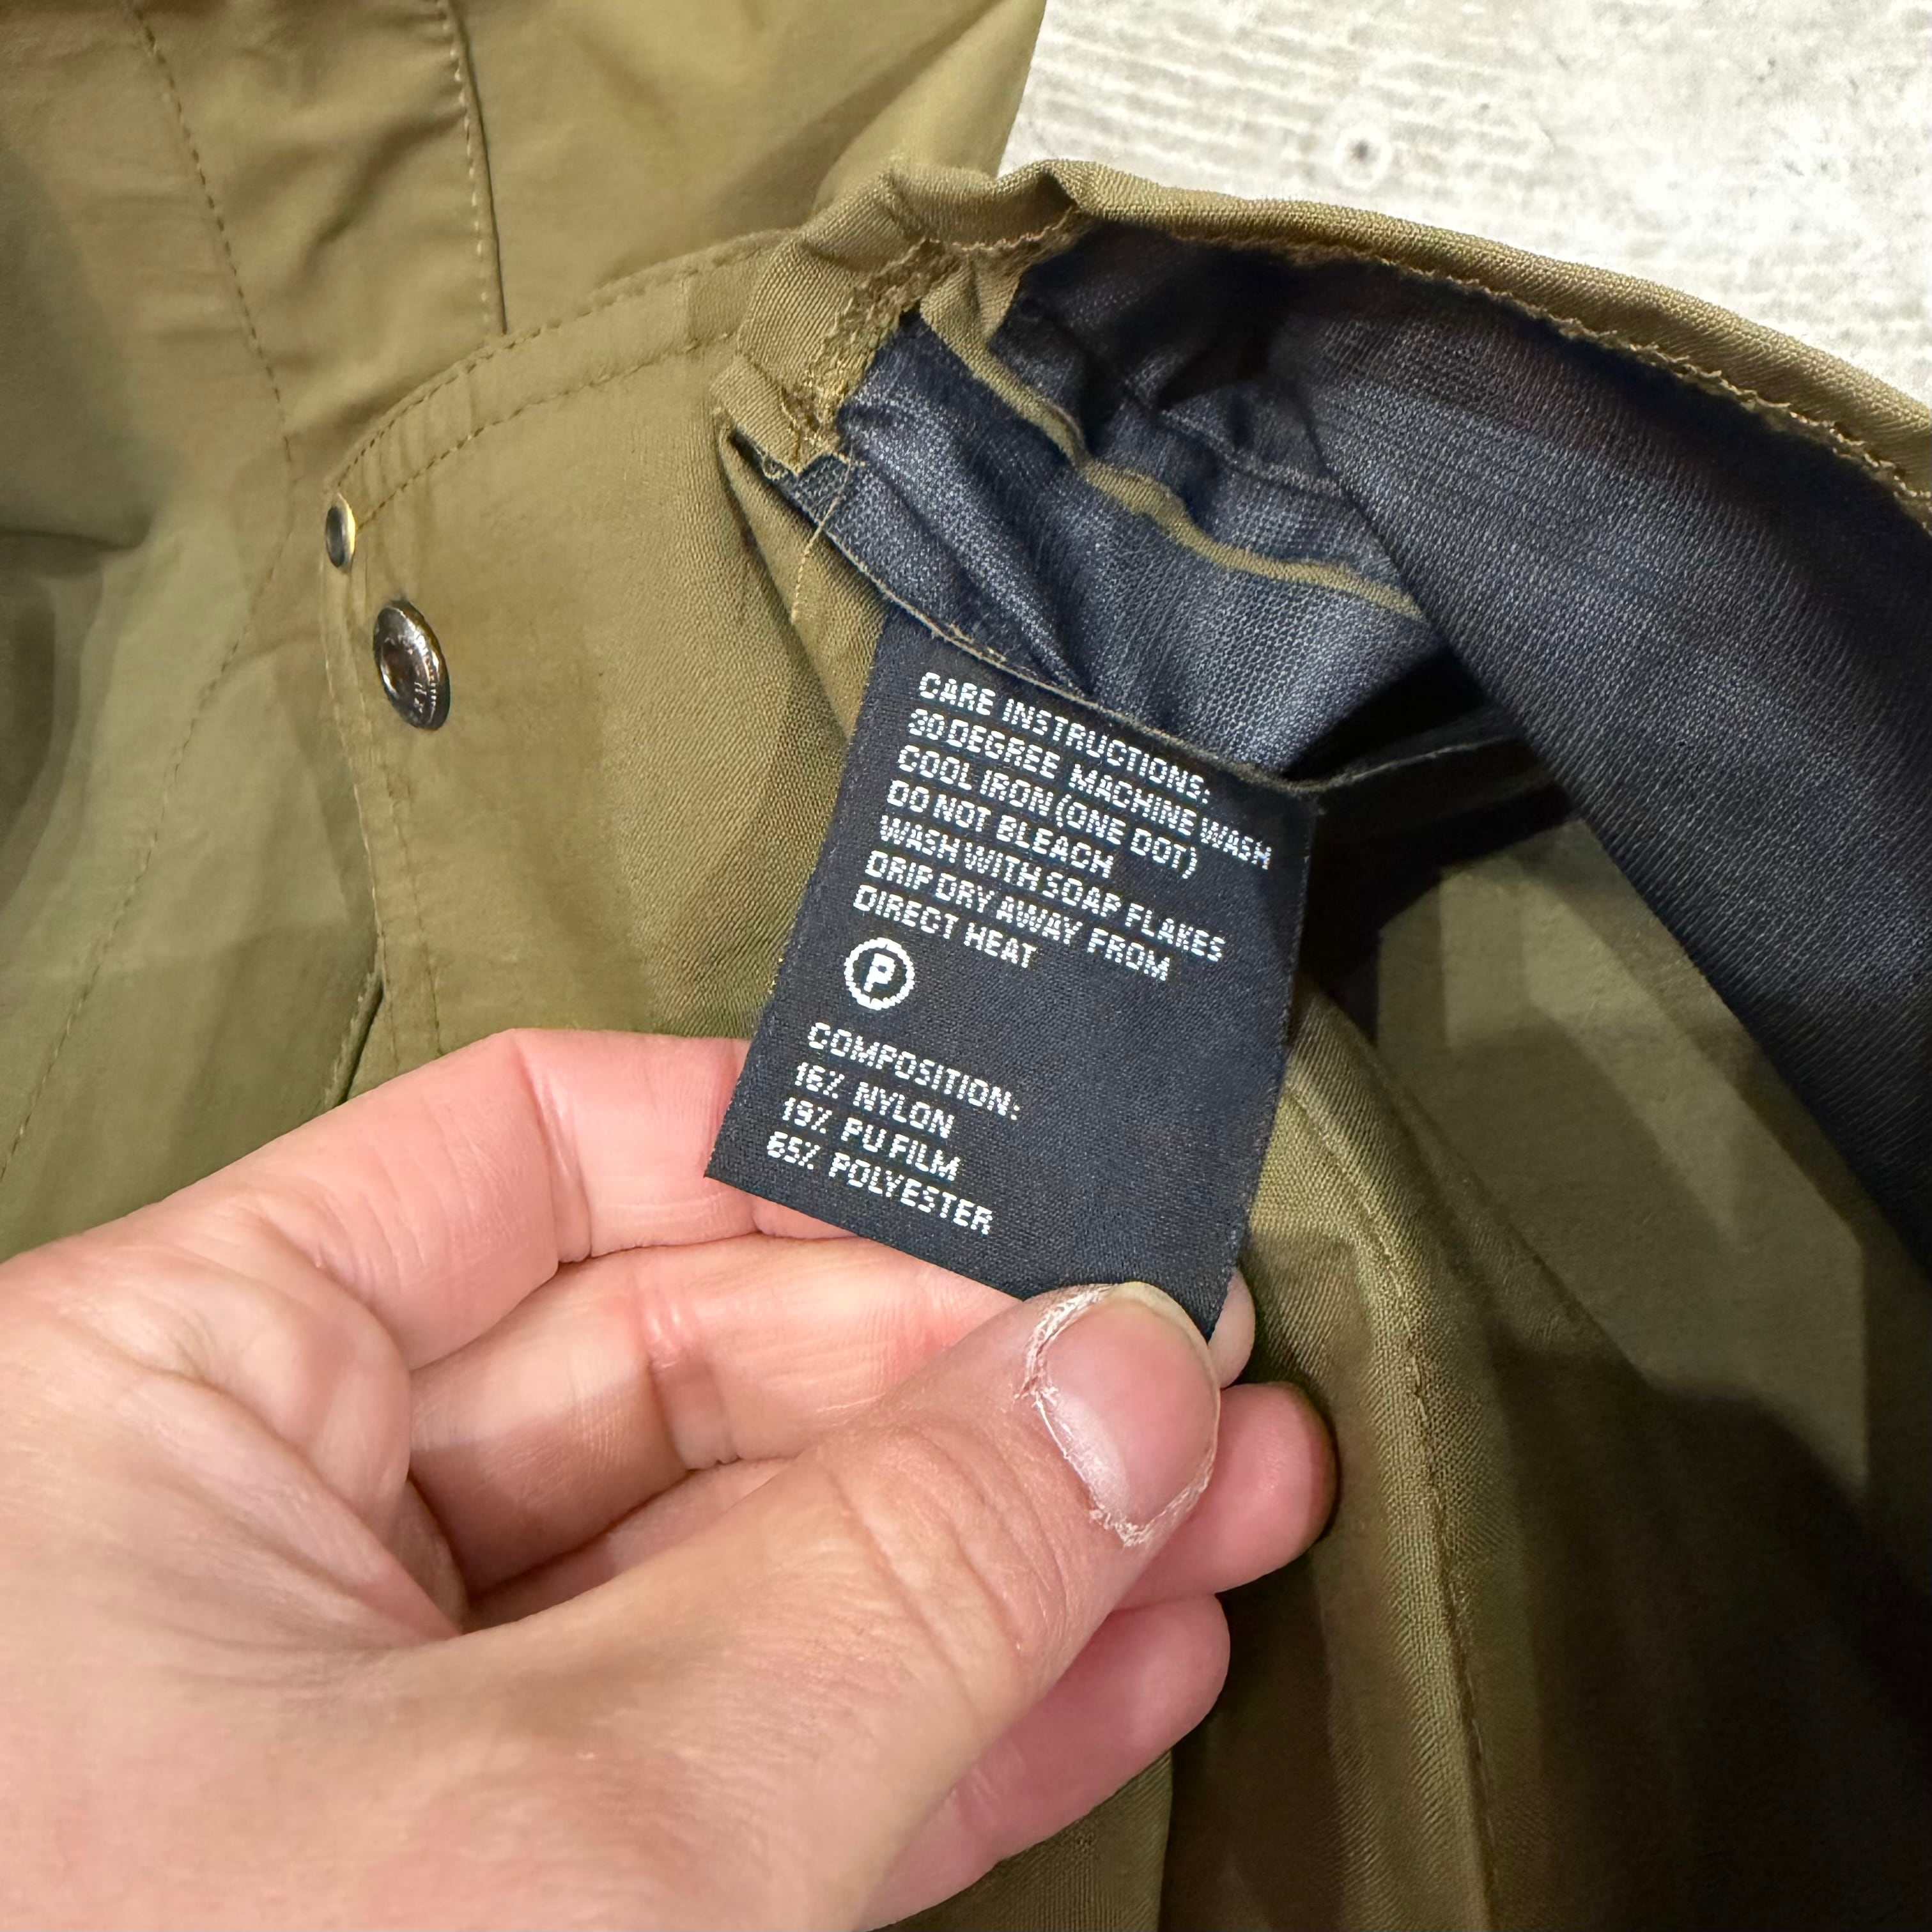 CARE INSTRUCTIONS:
30 DEGREE MACHINE WASH
COOL IRON (ONE DOT)
DO NOT BLEACH
WASH WITH SOAP FLAKES
DRIP DRY AWAY FROM
DIRECT HEAT
P
COMPOSITION:
16% NYLON
19% PU FILM
65% POLYESTER